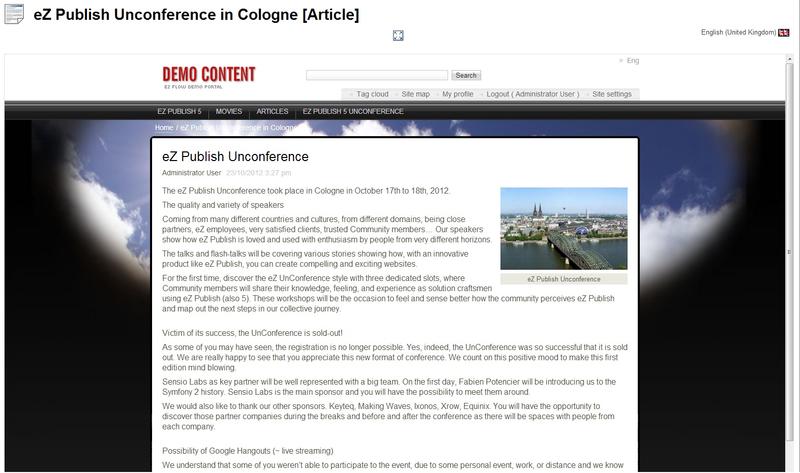 eZ Publish Unconference in Cologne [Article]
English (United Kingdom)
» Eng
DEMO CONTENT
EZ FLOW DEMO PORTAL
Search
Tag cloud
Site map
My profile
Logout ( Administrator User )
Site settings
EZ PUBLISH 5
MOVIES
ARTICLES
EZ PUBLISH 5 UNCONFERENCE
Home / eZ Publish Unconference in Cologne
eZ Publish Unconference
Administrator User 23/10/2012 3.27 pm
The eZ Publish Unconference took place in Cologne in October 17th to 18th, 2012.
The quality and variety of speakers
Coming from many different countries and cultures, from different domains; being close
partners, eZ employees, very satisfied clients, trusted Community members… Our speakers
show how eZ Publish is loved and used with enthusiasm by people from very different horizons.
The talks and flash-talks will be covering various stories showing how, with an innovative
product like eZ Publish, you can create compelling and exciting websites.
eZ Publish Unconference
For the first time, discover the eZ UnConference style with three dedicated slots, where
Community members will share their knowledge, feeling, and experience as solution craftsmen
using eZ Publish (also 5). These workshops will be the occasion to feel and sense better how the community perceives eZ Publish
and map out the next steps in our collective journey.
Victim of its success, the UnConference is sold-out!
As some of you may have seen, the registration is no longer possible. Yes, indeed, the UnConference was so successful that it is sold
out. We are really happy to see that you appreciate this new format of conference. We count on this positive mood to make this first
edition mind blowing.
Sensio Labs as key partner will be well represented with a big team. On the first day, Fabien Potencier will be introducing us to the
Symfony 2 history. Sensio Labs is the main sponsor and you will have the possibility to meet them around.
We would also like to thank our other sponsors. Keyteq, Making Waves, Ixonos, Xrow, Equinix. You will have the opportunity to
discover those partner companies during the breaks and before and after the conference as there will be spaces with people from
each company.
Possibility of Google Hangouts (~ live streaming)
We understand that some of you weren't able to participate to the event, due to some personal event, work, or distance and we know